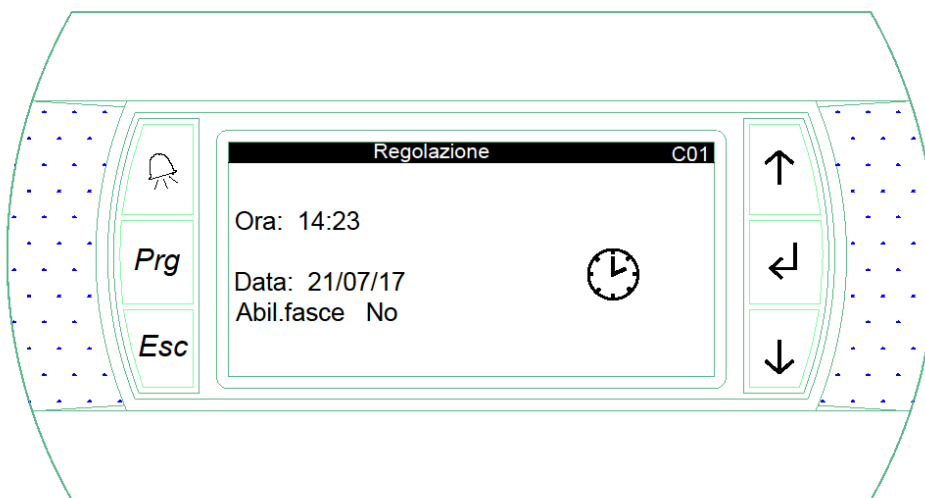 Regolazione C01
Ora: 14:23
Prg
Data: 21/07/17
Abil.fasce No
Esc